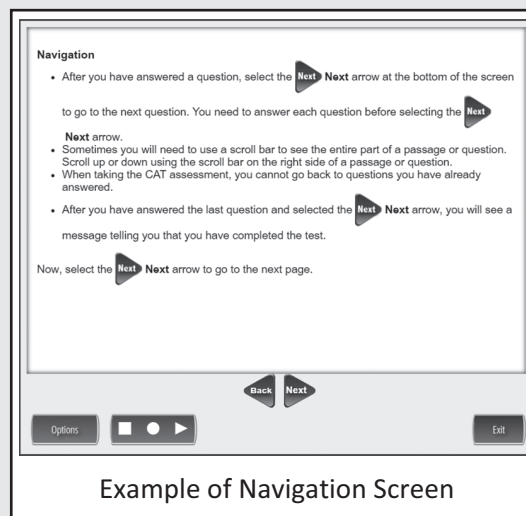 Navigation
• After you have answered a question, select the Next Next arrow at the bottom of the screen
to go to the next question. You need to answer each question before selecting the Next
Next arrow.
• Sometimes you will need to use a scroll bar to see the entire part of a passage or question.
Scroll up or down using the scroll bar on the right side of a passage or question.
• When taking the CAT assessment, you cannot go back to questions you have already
answered.
• After you have answered the last question and selected the Next Next arrow, you will see a
message telling you that you have completed the test.
Now, select the Next Next arrow to go to the next page.
Back Next
Options Exit
Example of Navigation Screen